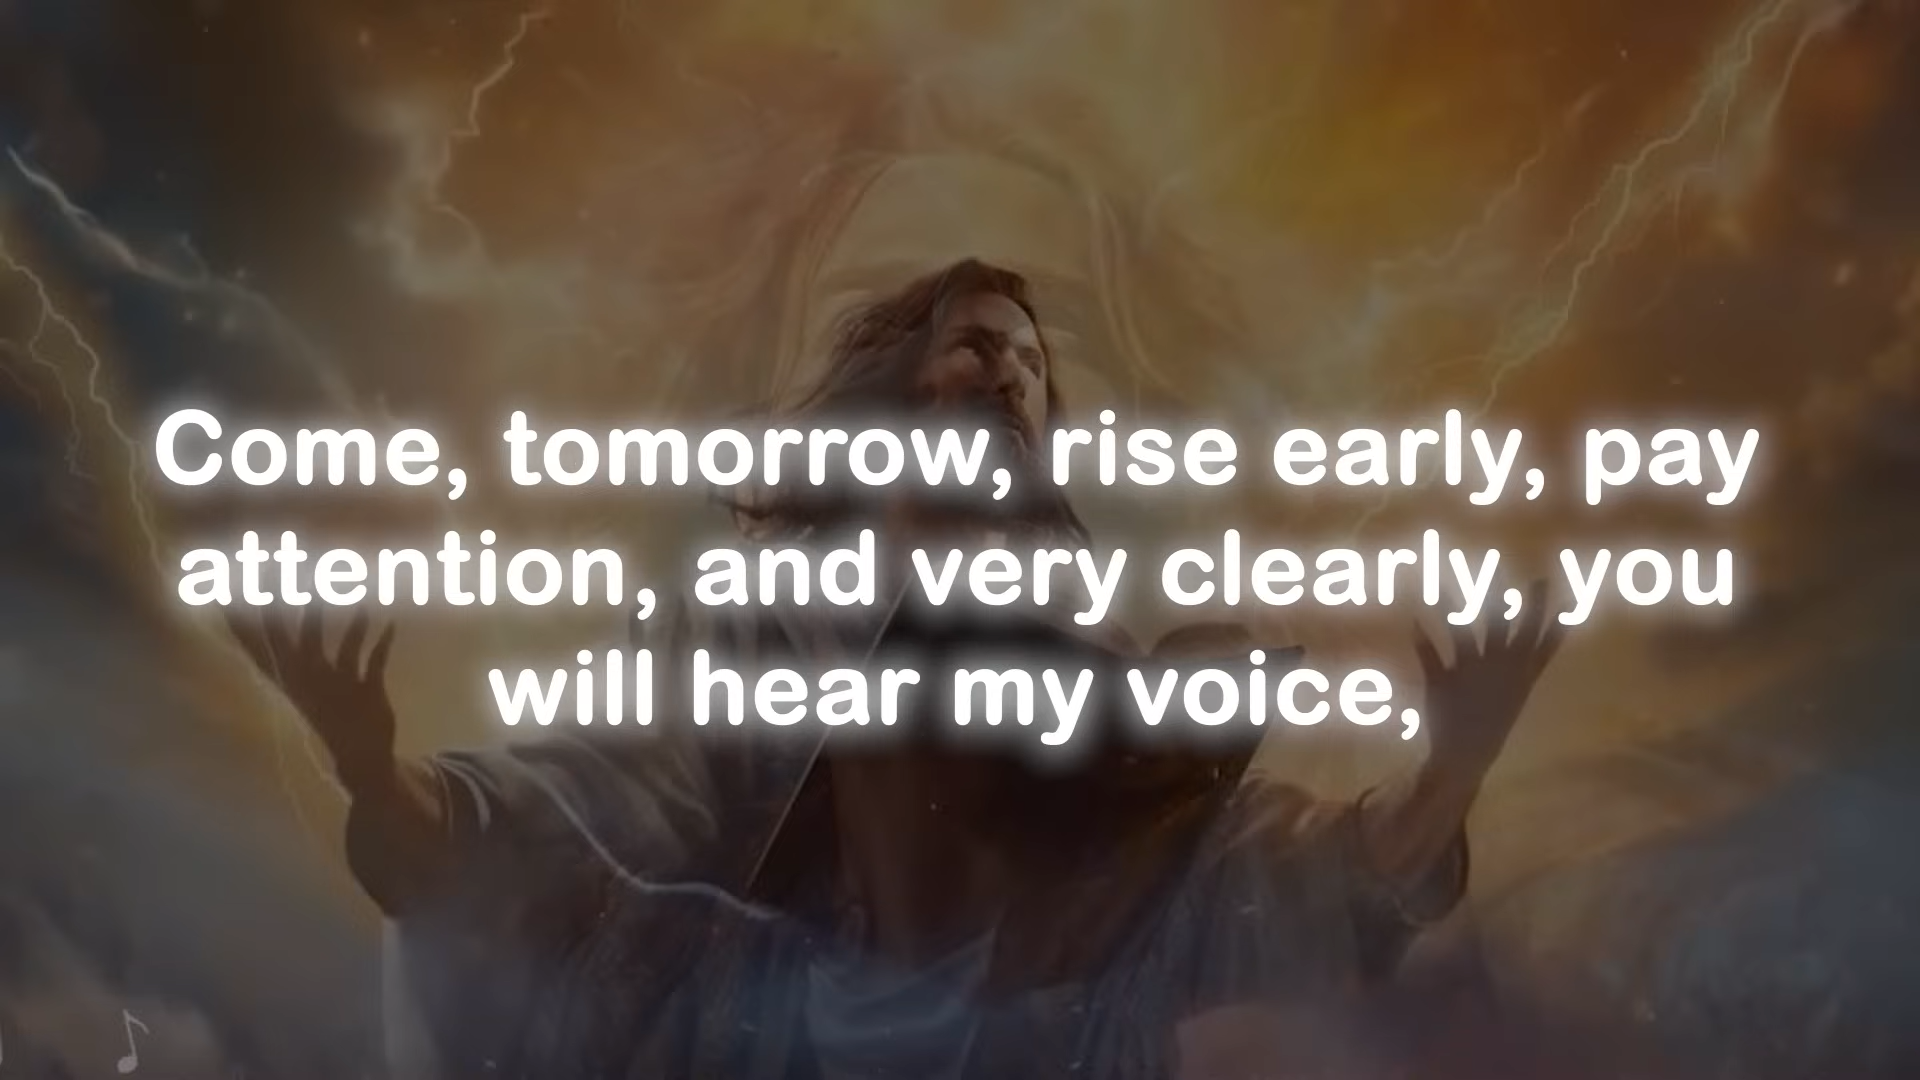 Come, tomorrow, rise early, pay
attention, and very clearly, you
will hear my voice,